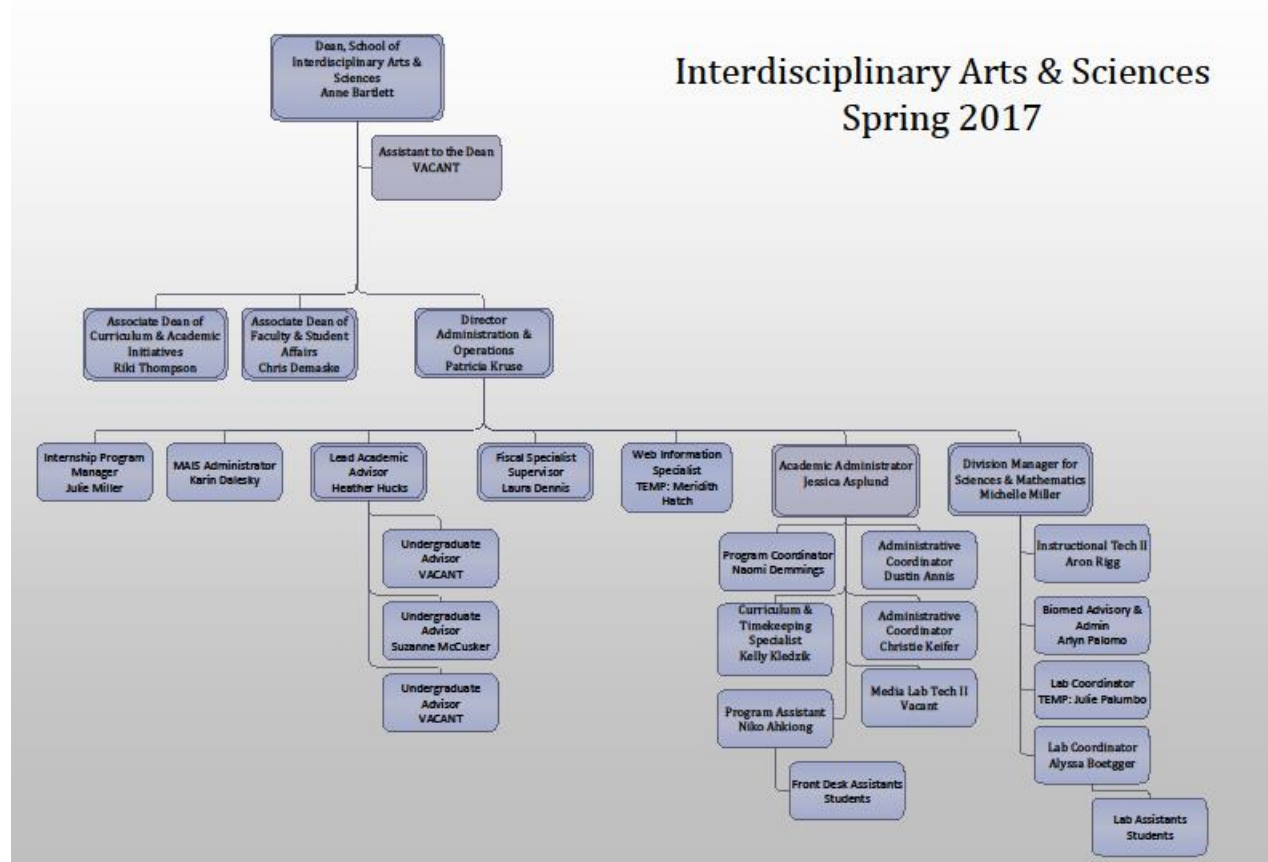 Interdisciplinary Arts & Sciences
Spring 2017
Dean, School of
Interdisciplinary Arts &
Sciences
Anne Bartlett
Assistant to the Dean
VACANT
Associate Dean of
Curriculum & Academic
Initiatives
Riki Thompson
Associate Dean of
Faculty & Student
Affairs
Chris Demaske
Director
Administration &
Operations
Patricia Kruse
Internship Program
Manager
Julie Miller
MAIS Administrator
Karin Dalesky
Lead Academic
Advisor
Heather Hucks
Fiscal Specialist
Supervisor
Laura Dennis
Web Information
Specialist
TEMP: Meridith
Hatch
Academic Administrator
Jessica Asplund
Division Manager for
Sciences & Mathematics
Michelle Miller
Undergraduate
Advisor
VACANT
Undergraduate
Advisor
Suzanne McCusker
Undergraduate
Advisor
VACANT
Program Coordinator
Naomi Demmings
Administrative
Coordinator
Dustin Annis
Curriculum &
Timekeeping
Specialist
Kelly Kledzik
Administrative
Coordinator
Christie Keifer
Program Assistant
Niko Ahkiong
Media Lab Tech II
Vacant
Front Desk Assistants
Students
Instructional Tech II
Aron Rigg
Biomed Advisory &
Admin
Arlyn Palomo
Lab Coordinator
TEMP: Julie Palumbo
Lab Coordinator
Alyssa Boetgger
Lab Assistants
Students